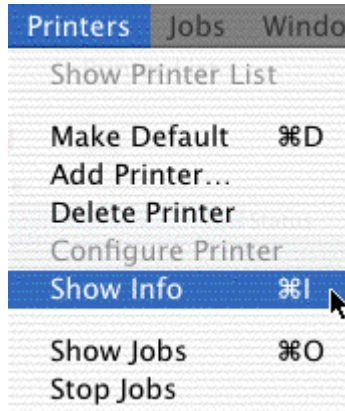 Printers Jobs Windo
Show Printer List
Make Default ⌘D
Add Printer...
Delete Printer
Configure Printer
Show Info ⌘I
Show Jobs ⌘O
Stop Jobs